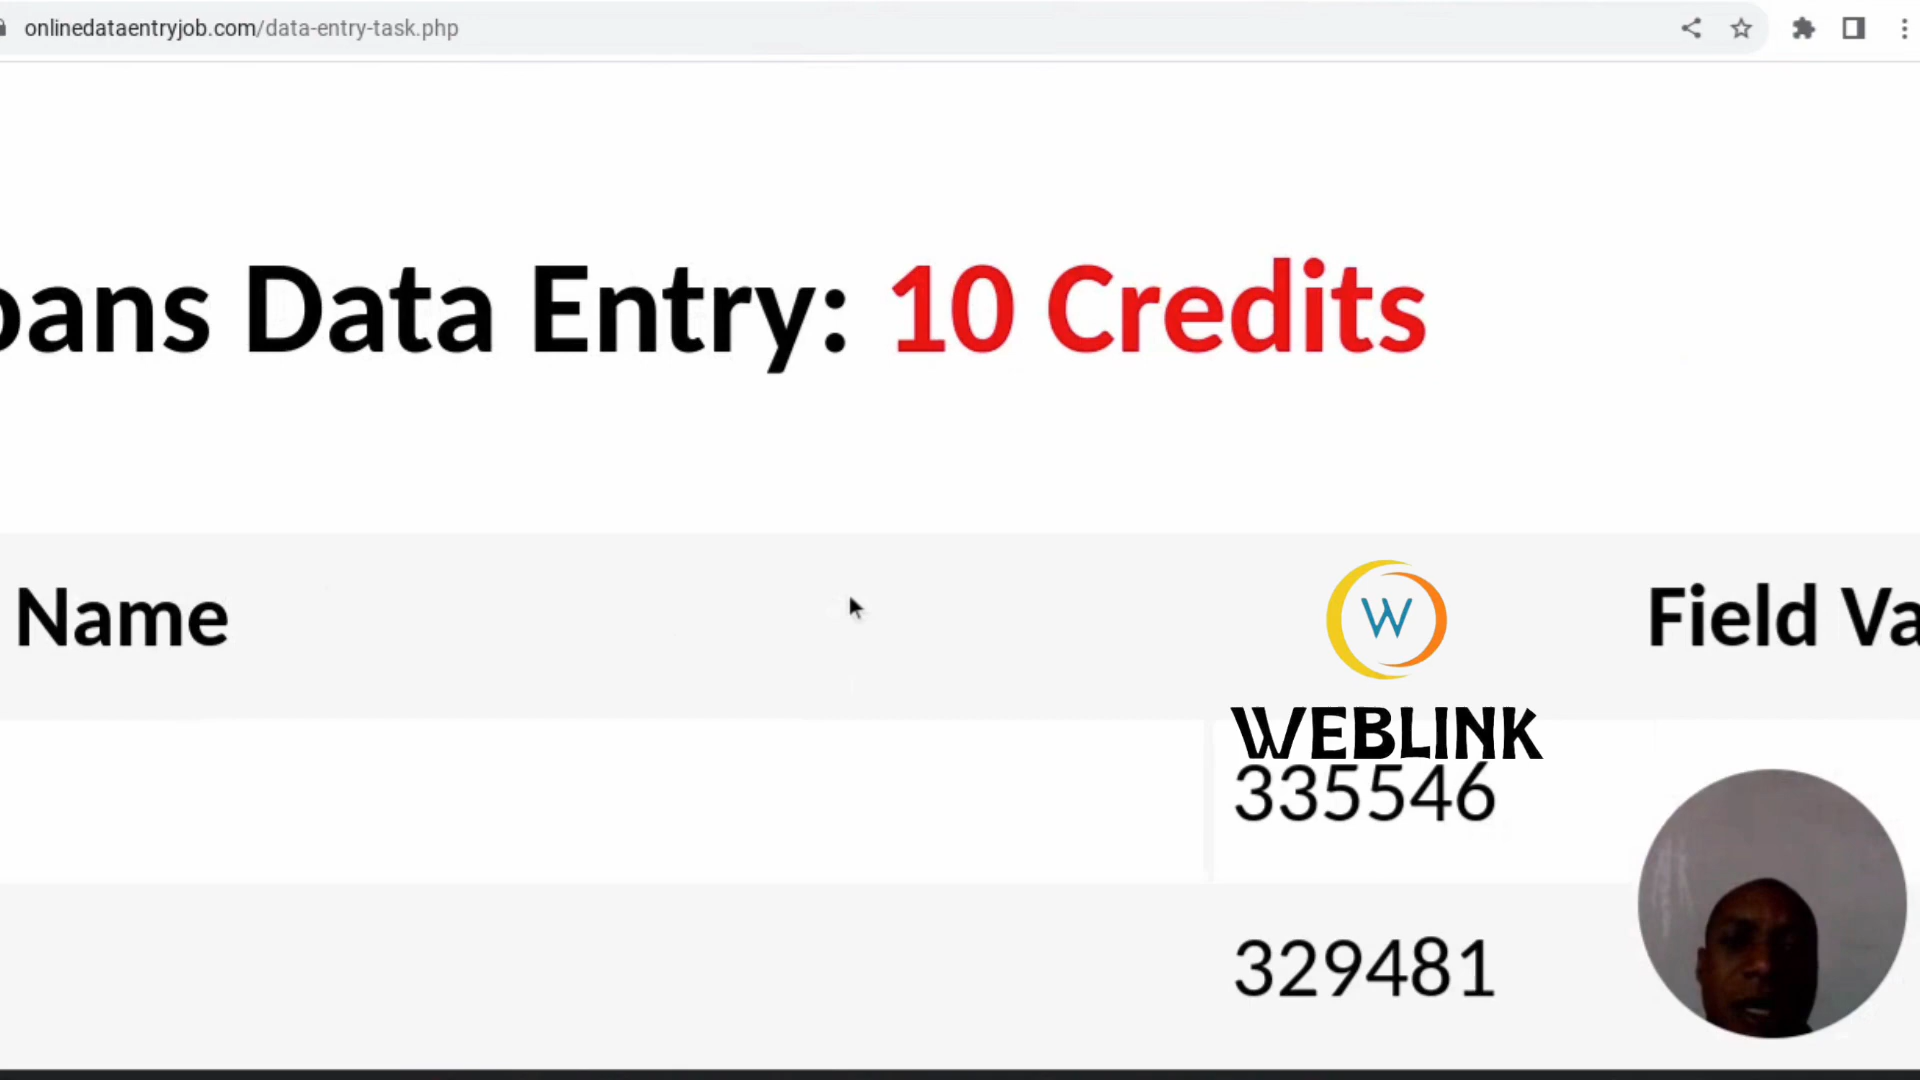 onlinedataentryjob.com/data-entry-task.php
oans Data Entry: 10 Credits
Name
Field Va
W
WEBLINK
335546
329481